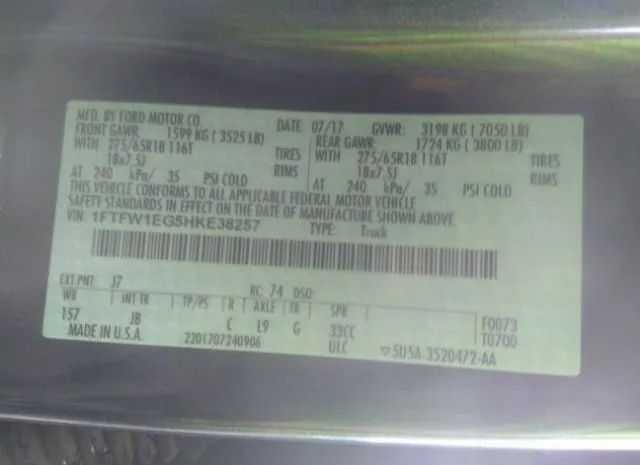 MFD. BY FORD MOTOR CO. DATE: 07/17 GVWR: 3198 KG ( 7050 LB)
FRONT GAWR: 1599 KG ( 3525 LB) REAR GAWR: 1724 KG ( 3800 LB)
WITH 275/65R18 116T TIRES WITH 275/65R18 116T TIRES
18x7.5J RIMS 18x7.5J RIMS
AT 240 kPa/ 35 PSI COLD AT 240 kPa/ 35 PSI COLD
THIS VEHICLE CONFORMS TO ALL APPLICABLE FEDERAL MOTOR VEHICLE
SAFETY STANDARDS IN EFFECT ON THE DATE OF MANUFACTURE SHOWN ABOVE.
VIN: 1FTFW1EG5HKE38257 TYPE: Truck
EXT PNT: J7 RC: 74 DSO:
WB INT TR TP/PS R AXLE TR SPR
157 JB C L9 G 33CC F0073
MADE IN U.S.A. 2201707240906 ULC T0700
▽5U5A-3520472-AA